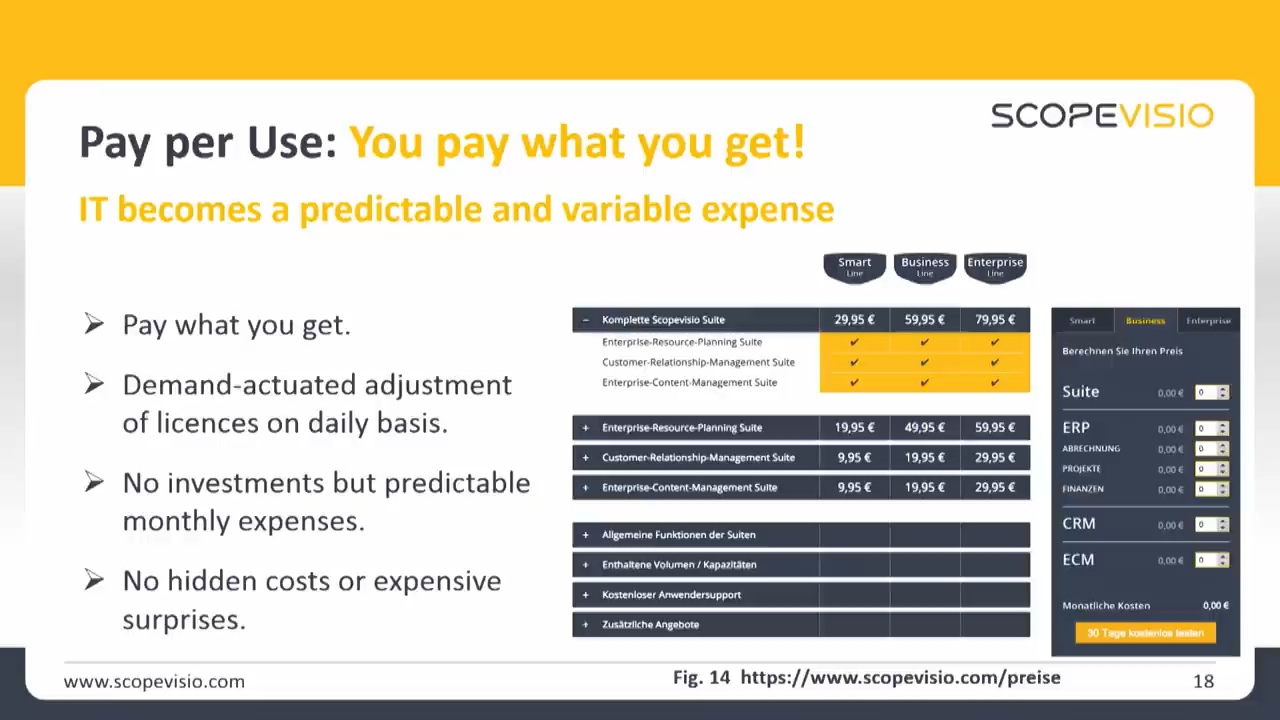 SCOPEVISIO
Pay per Use: You pay what you get!
IT becomes a predictable and variable expense
➢ Pay what you get.
➢ Demand-actuated adjustment
of licences on daily basis.
➢ No investments but predictable
monthly expenses.
➢ No hidden costs or expensive
surprises.
Smart Business Enterprise
Line Line Line
– Komplette Scopevisio Suite 29,95 € 59,95 € 79,95 €
Enterprise-Resource-Planning Suite ✔ ✔ ✔
Customer-Relationship-Management Suite ✔ ✔ ✔
Enterprise-Content-Management Suite ✔ ✔ ✔
+ Enterprise-Resource-Planning Suite 19,95 € 49,95 € 59,95 €
+ Customer-Relationship-Management Suite 9,95 € 19,95 € 29,95 €
+ Enterprise-Content-Management Suite 9,95 € 19,95 € 29,95 €
+ Allgemeine Funktionen der Suiten
+ Enthaltene Volumen / Kapazitäten
+ Kostenloser Anwendersupport
+ Zusätzliche Angebote
Smart Business Enterprise
Berechnen Sie Ihren Preis
Suite 0,00 € 0
ERP 0,00 € 0
ABRECHNUNG 0,00 € 0
PROJEKTE 0,00 € 0
FINANZEN 0,00 € 0
CRM 0,00 € 0
ECM 0,00 € 0
Monatliche Kosten 0,00 €
30 Tage kostenlos testen
www.scopevisio.com
Fig. 14 https://www.scopevisio.com/preise
18